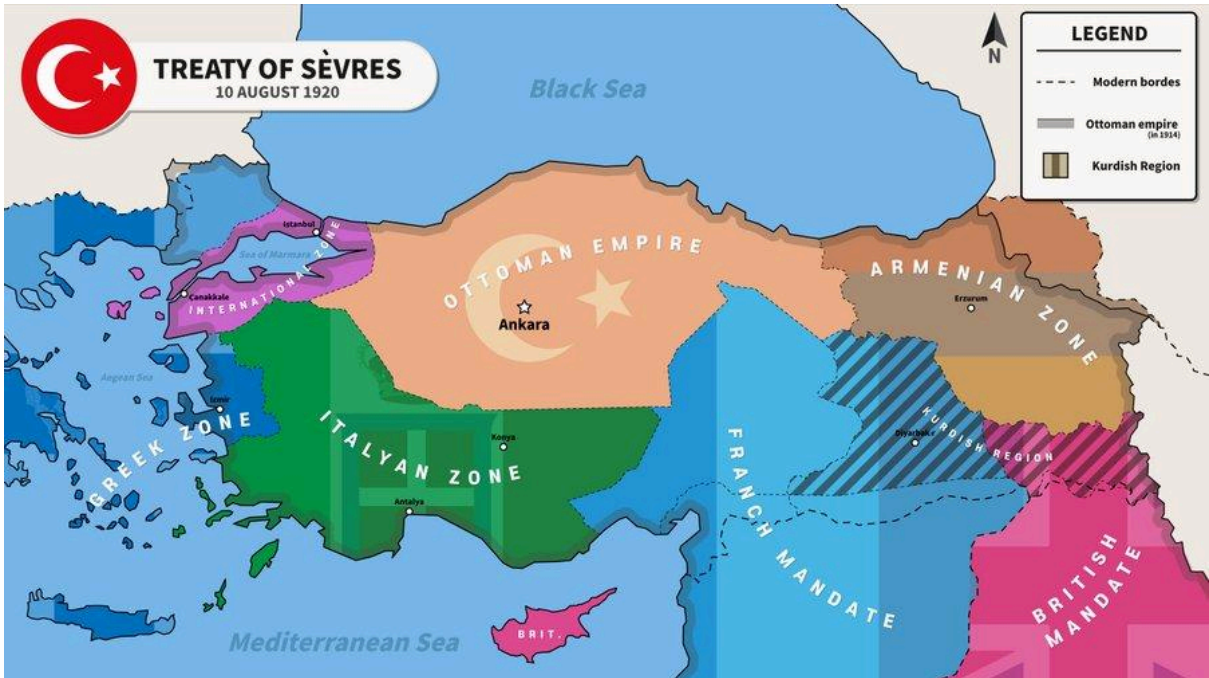 TREATY OF SÈVRES
10 AUGUST 1920
Black Sea
N
LEGEND
Modern bordes
Ottoman empire
(in 1914)
Kurdish Region
Istanbul
Sea of Marmara
Canakkale
INTERNATIONAL ZONE
OTTOMAN EMPIRE
Ankara
ARMENIAN ZONE
Erzurum
Aegean Sea
Izmir
GREEK ZONE
ITALYAN ZONE
Konya
Antalya
FRANCH MANDATE
Diyarbakır
KURDISH REGION
BRITISH
MANDATE
BRIT.
Mediterranean Sea